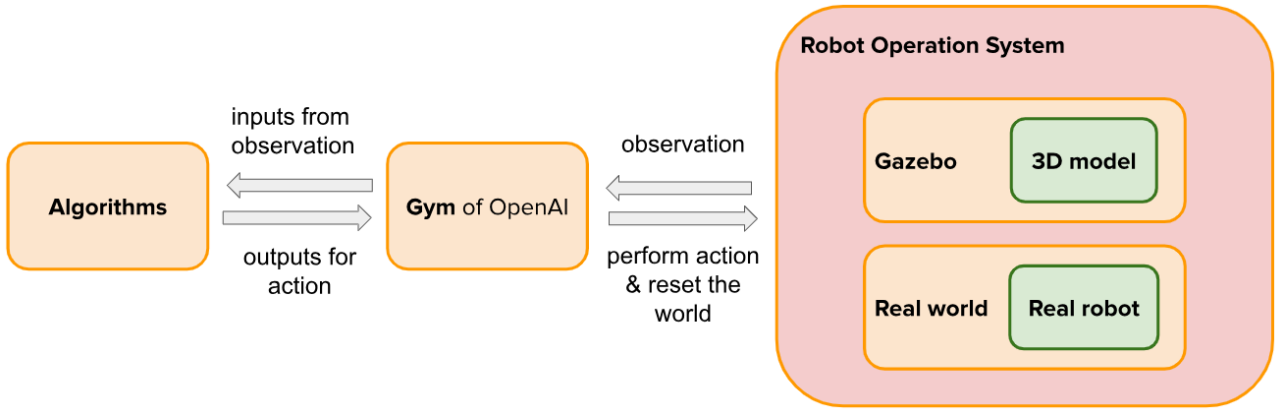 Robot Operation System
inputs from
observation
observation
Gazebo
3D model
Algorithms
Gym of OpenAI
outputs for
action
perform action
& reset the
world
Real world
Real robot